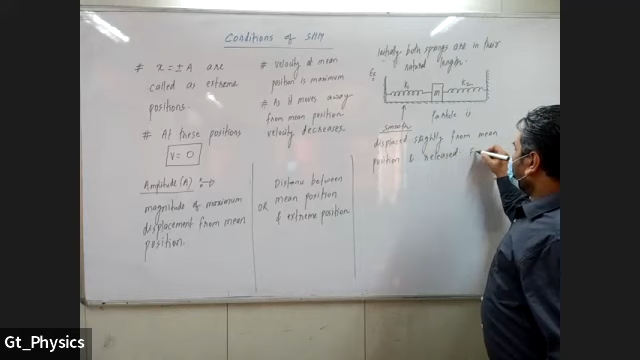 Conditions of SHM
# x = ± A are
called as extreme
positions.
# At these positions
V = 0
Amplitude (A) →
magnitude of maximum
displacement from mean
position.
# velocity at mean
position is maximum
# As it moves away
from mean position
velocity decreases
OR
Distance between
mean position
& extreme position
Initially both springs are in their
natural length.
Ex
K1
m
K2
smooth
Particle is
displaced slightly from mean
position & released.
Gt_Physics